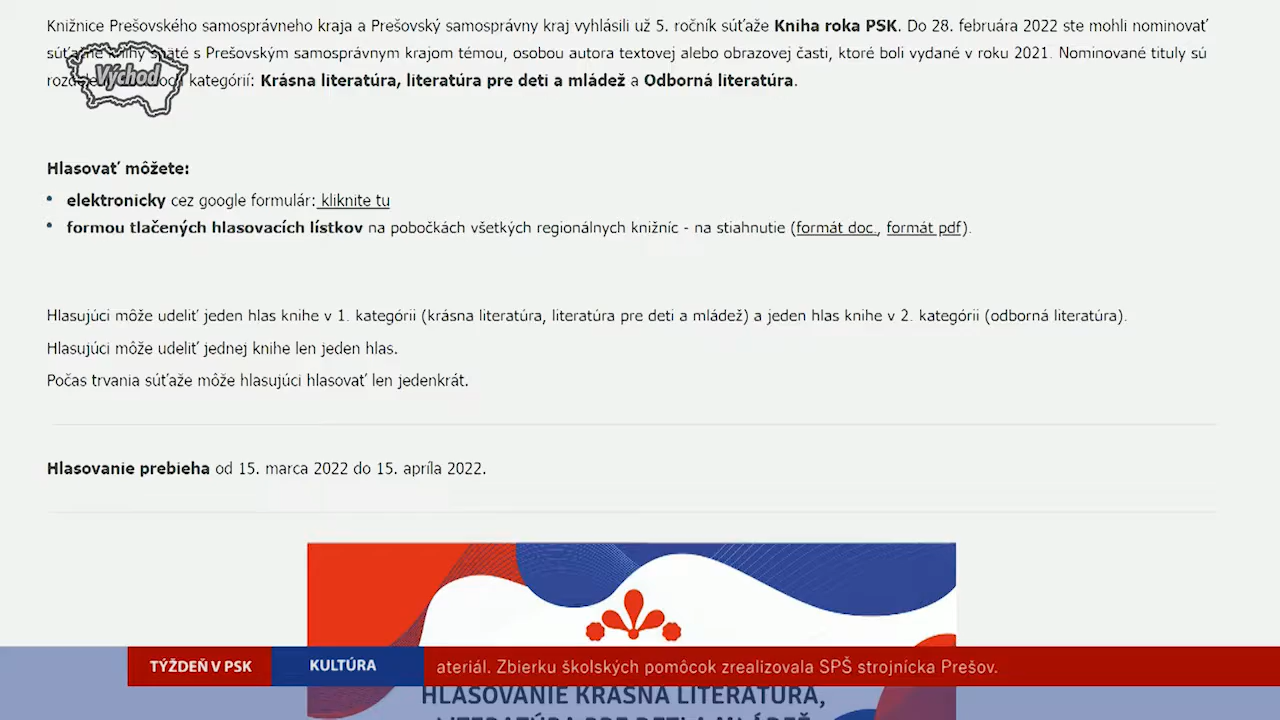 Knižnice Prešovského samosprávneho kraja a Prešovský samosprávny kraj vyhlásili už 5. ročník súťaže Kniha roka PSK. Do 28. februára 2022 ste mohli nominovať
knihy s Prešovským samosprávnym krajom témou, osobou autora textovej alebo obrazovej časti, ktoré boli vydané v roku 2021. Nominované tituly sú
kategórií: Krásna literatúra, literatúra pre deti a mládež a Odborná literatúra.
Východ
Hlasovať môžete:
• elektronicky cez google formulár: kliknite tu
• formou tlačených hlasovacích lístkov na pobočkách všetkých regionálnych knižníc - na stiahnutie (formát doc., formát pdf).
Hlasujúci môže udeliť jeden hlas knihe v 1. kategórii (krásna literatúra, literatúra pre deti a mládež) a jeden hlas knihe v 2. kategórii (odborná literatúra).
Hlasujúci môže udeliť jednej knihe len jeden hlas.
Počas trvania súťaže môže hlasujúci hlasovať len jedenkrát.
Hlasovanie prebieha od 15. marca 2022 do 15. apríla 2022.
TÝŽDEŇ V PSK KULTÚRA ateriál. Zbierku školských pomôcok zrealizovala SPŠ strojnícka Prešov.
HLASOVANIE KRÁSNA LITERATÚRA,
LITERATÚRA PRE DETI A MLÁDEŽ